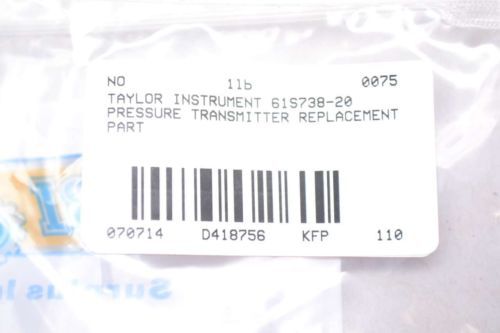 NO 11b 0075
TAYLOR INSTRUMENT 61S738-20
PRESSURE TRANSMITTER REPLACEMENT
PART
070714 D418756 KFP 110